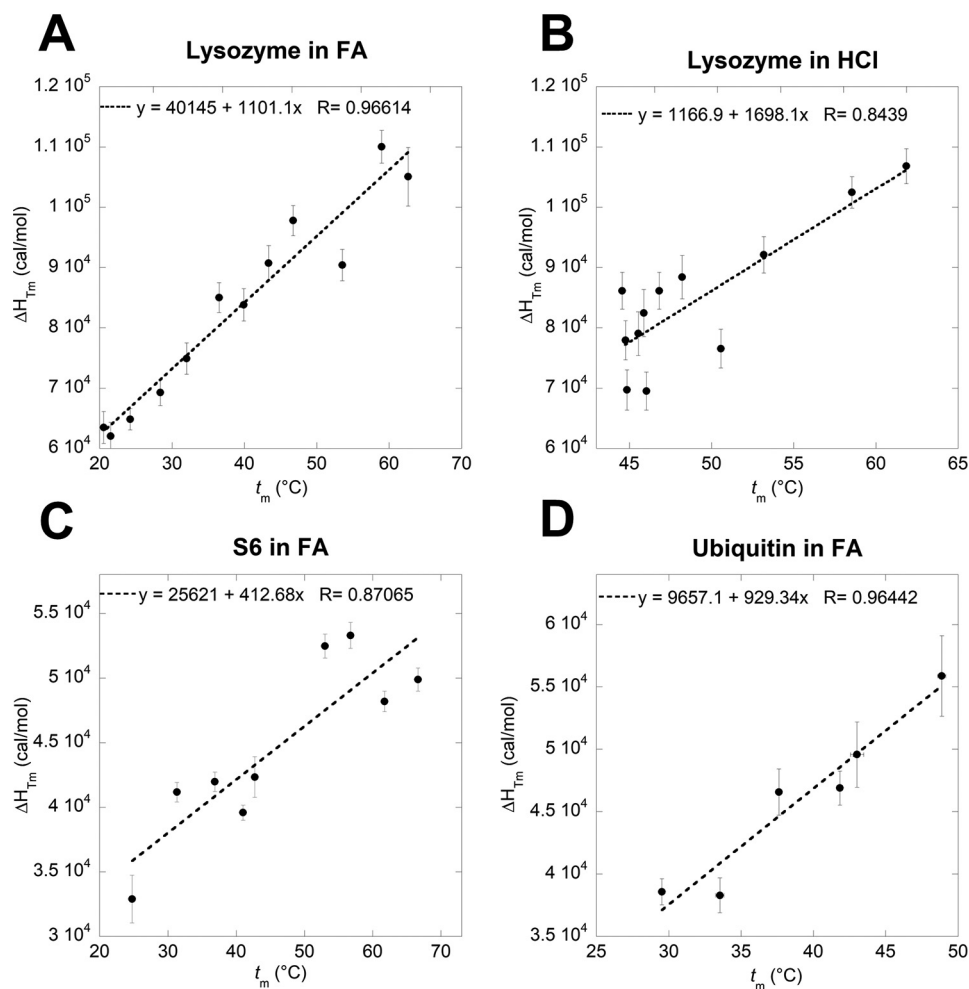 A
Lysozyme in FA
1.2 10⁵
y = 40145 + 1101.1x R= 0.96614
1.1 10⁵
1 10⁵
9 10⁴
8 10⁴
7 10⁴
6 10⁴
ΔH_Tm (cal/mol)
20 30 40 50 60 70
t_m (°C)
B
Lysozyme in HCl
1.2 10⁵
y = 1166.9 + 1698.1x R= 0.8439
1.1 10⁵
1 10⁵
9 10⁴
8 10⁴
7 10⁴
6 10⁴
ΔH_Tm (cal/mol)
45 50 55 60 65
t_m (°C)
C
S6 in FA
y = 25621 + 412.68x R= 0.87065
5.5 10⁴
5 10⁴
4.5 10⁴
4 10⁴
3.5 10⁴
3 10⁴
ΔH_Tm (cal/mol)
20 30 40 50 60 70
t_m (°C)
D
Ubiquitin in FA
y = 9657.1 + 929.34x R= 0.96442
6 10⁴
5.5 10⁴
5 10⁴
4.5 10⁴
4 10⁴
3.5 10⁴
ΔH_Tm (cal/mol)
25 30 35 40 45 50
t_m (°C)